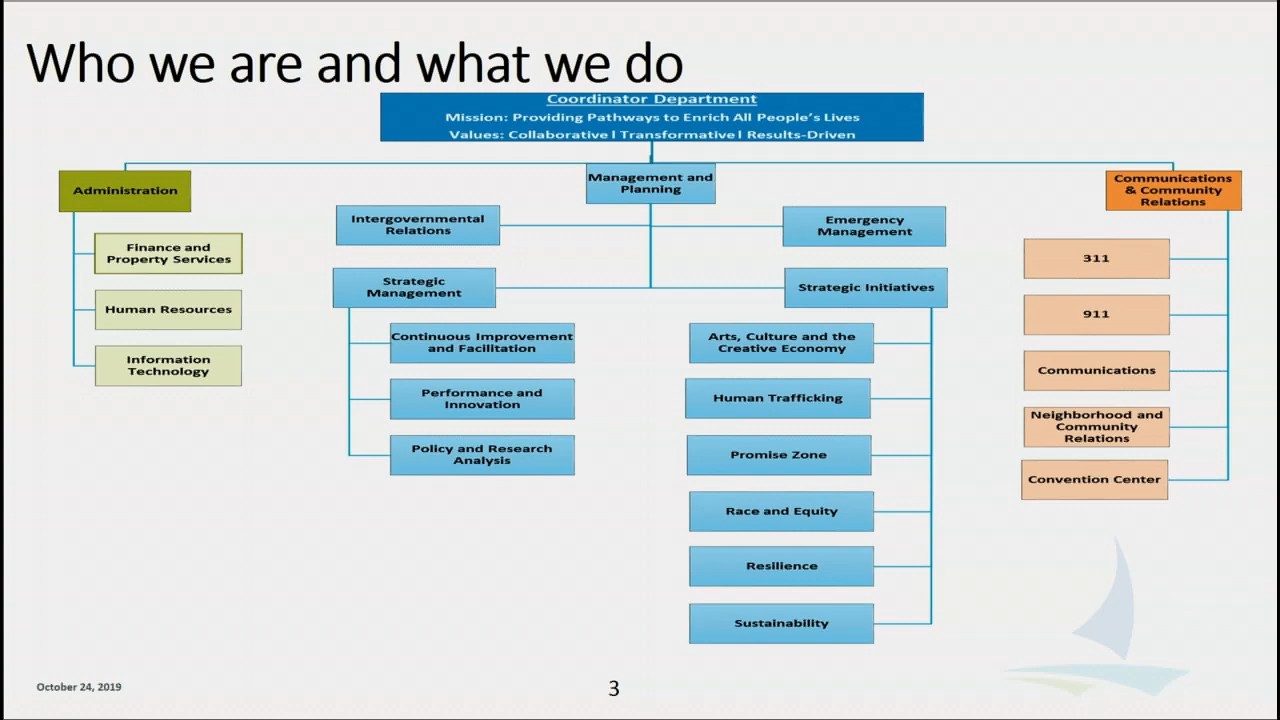 Who we are and what we do
Coordinator Department
Mission: Providing Pathways to Enrich All People's Lives
Values: Collaborative| Transformative| Results-Driven
Administration
Finance and
Property Services
Human Resources
Information
Technology
Management and
Planning
Intergovernmental
Relations
Emergency
Management
Strategic
Management
Continuous Improvement
and Facilitation
Performance and
Innovation
Policy and Research
Analysis
Strategic Initiatives
Arts, Culture and the
Creative Economy
Human Trafficking
Promise Zone
Race and Equity
Resilience
Sustainability
Communications
& Community
Relations
311
911
Communications
Neighborhood and
Community
Relations
Convention Center
October 24, 2019
3